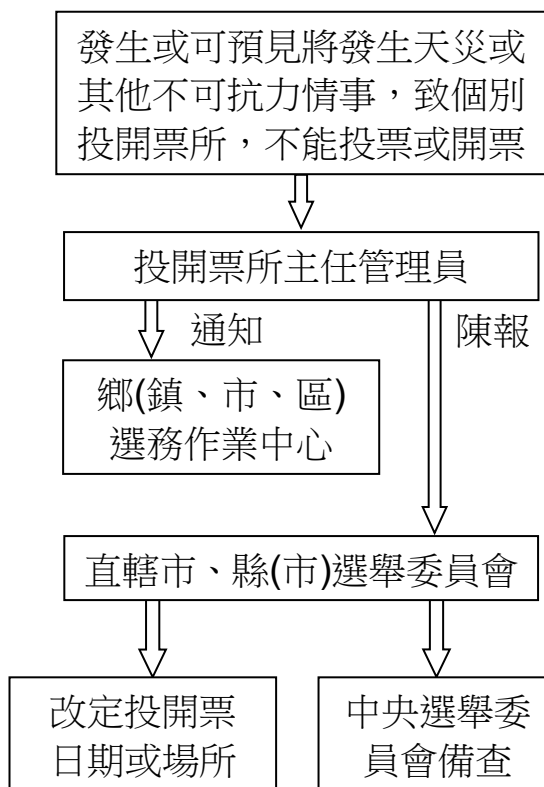 發生或可預見將發生天災或
其他不可抗力情事，致個別
投開票所，不能投票或開票
投開票所主任管理員
通知
陳報
鄉(鎮、市、區)
選務作業中心
直轄市、縣(市)選舉委員會
改定投開票
日期或場所
中央選舉委
員會備查